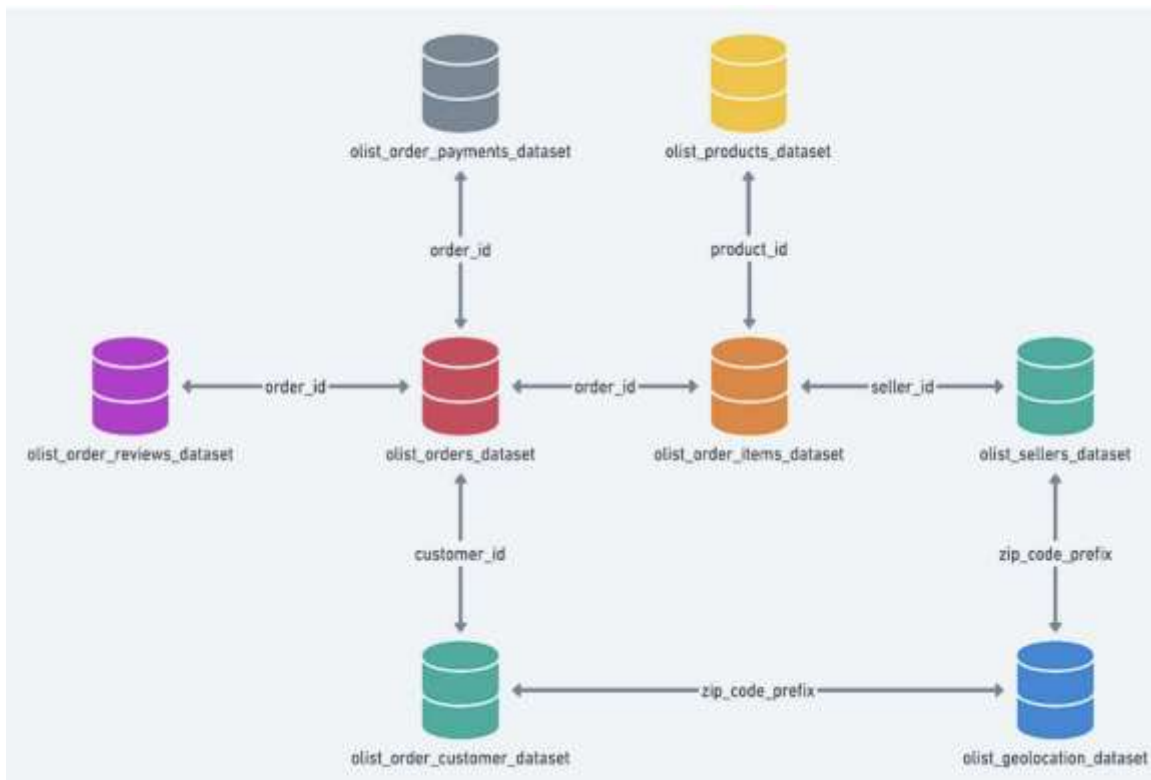 olist_order_payments_dataset
olist_products_dataset
order_id
product_id
order_id
order_id
seller_id
olist_order_reviews_dataset
olist_orders_dataset
olist_order_items_dataset
olist_sellers_dataset
customer_id
zip_code_prefix
zip_code_prefix
olist_order_customer_dataset
olist_geolocation_dataset